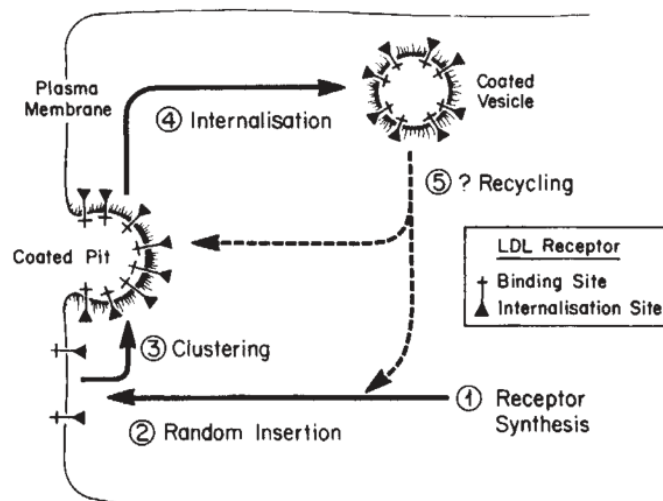 Plasma
Membrane
④ Internalisation
Coated
Vesicle
⑤ ? Recycling
Coated Pit
LDL Receptor
Binding Site
Internalisation Site
③ Clustering
② Random Insertion
① Receptor
Synthesis